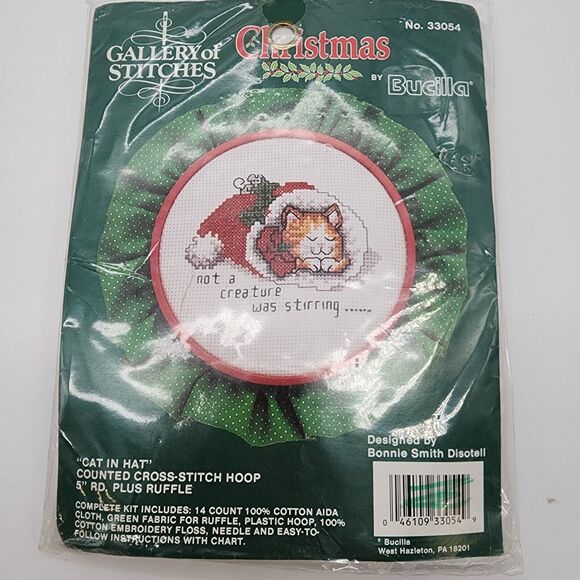 No. 33054
GALLERY of
STITCHES
Christmas
BY Bucilla®
not a
creature
was stirring......
Designed by
Bonnie Smith Disotell
"CAT IN HAT"
COUNTED CROSS-STITCH HOOP
5" RD. PLUS RUFFLE
COMPLETE KIT INCLUDES: 14 COUNT 100% COTTON AIDA
CLOTH, GREEN FABRIC FOR RUFFLE, PLASTIC HOOP, 100%
COTTON EMBROIDERY FLOSS, NEEDLE AND EASY-TO-
FOLLOW INSTRUCTIONS WITH CHART.
0 46109 33054 9
© Bucilla
West Hazleton, PA 18201